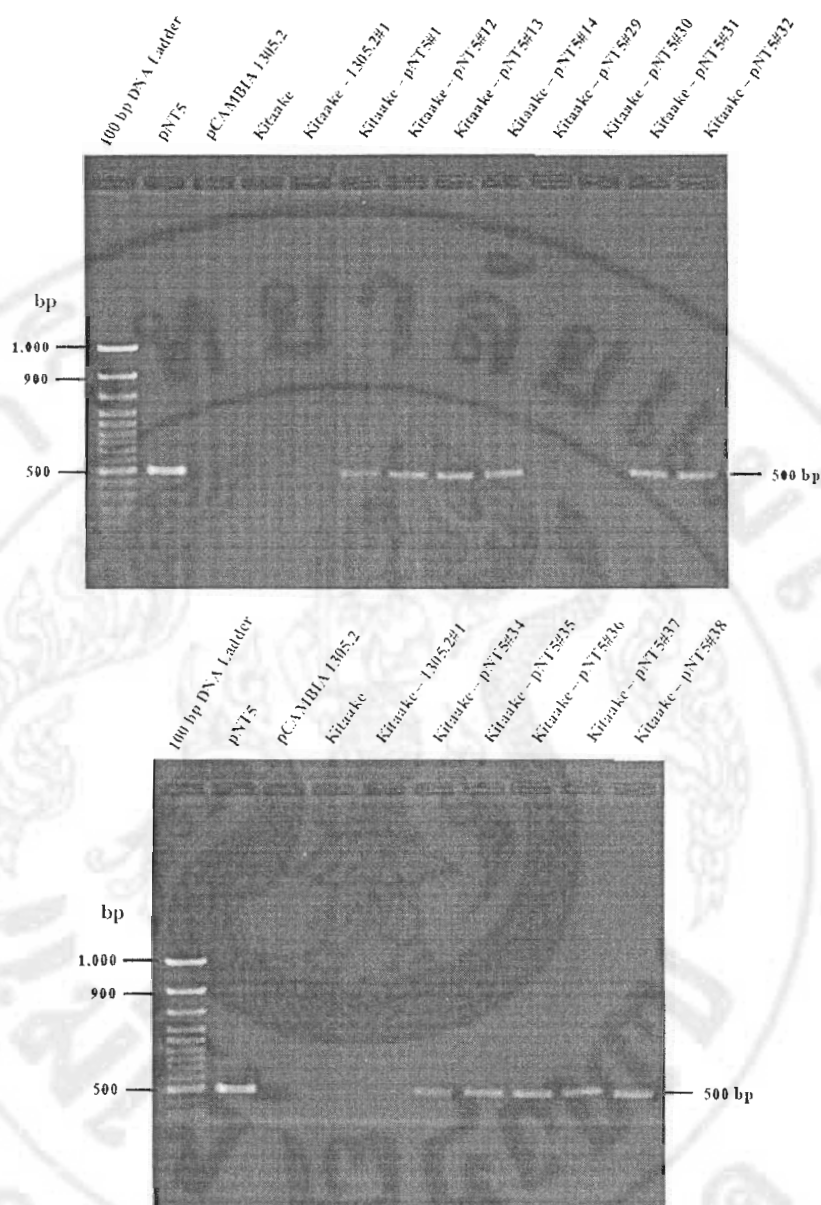 100 bp DNA Ladder
pNT5
pCAMBIA 1305.2
Kitaake
Kitaake – 1305.2#1
Kitaake – pNT5#1
Kitaake – pNT5#12
Kitaake – pNT5#13
Kitaake – pNT5#14
Kitaake – pNT5#29
Kitaake – pNT5#30
Kitaake – pNT5#31
Kitaake – pNT5#32
bp
1.000
900
500
500 bp
100 bp DNA Ladder
pNT5
pCAMBIA 1305.2
Kitaake
Kitaake – 1305.2#1
Kitaake – pNT5#34
Kitaake – pNT5#35
Kitaake – pNT5#36
Kitaake – pNT5#37
Kitaake – pNT5#38
bp
1.000
900
500
500 bp